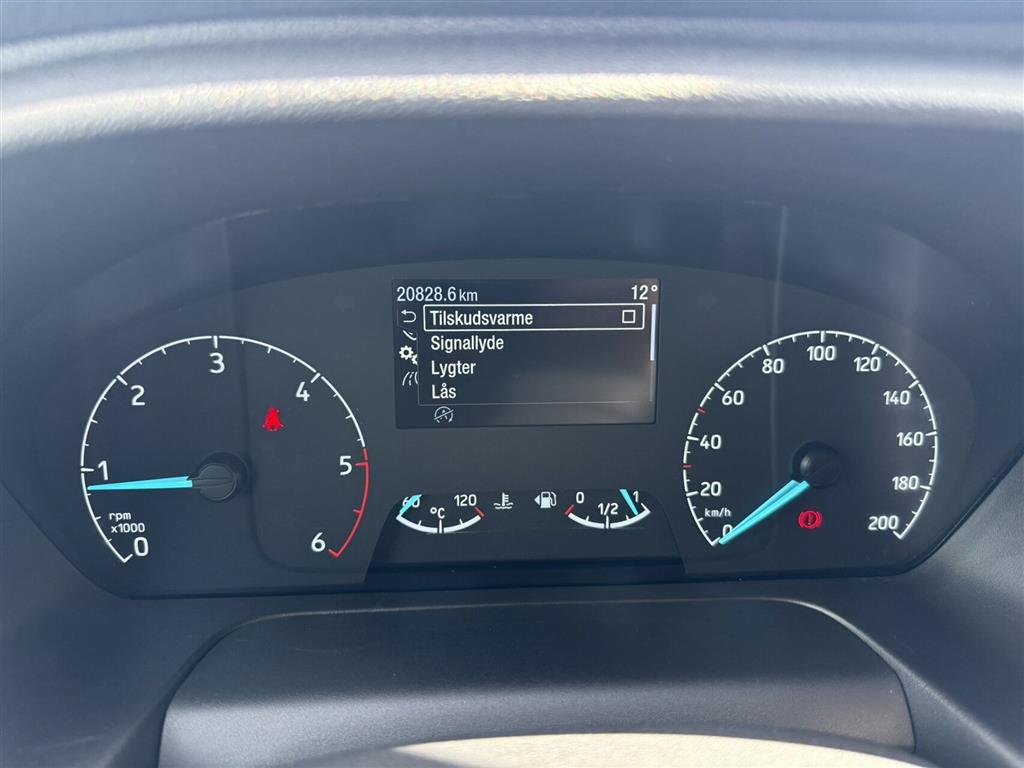 20828.6 km 12°
Tilskudsvarme
Signallyde
Lygter
Lås
0 1 2 3 4 5 6
rpm
x1000
60 °C 120
0 1/2 1
0 20 40 60 80 100 120 140 160 180 200
km/h